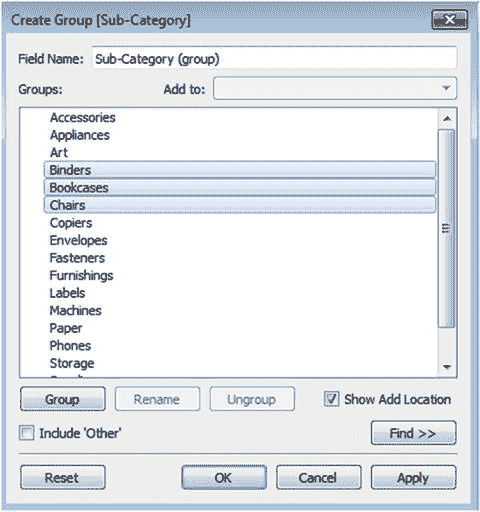 Create Group [Sub-Category]
Field Name: Sub-Category (group)
Groups: Add to:
Accessories
Appliances
Art
Binders
Bookcases
Chairs
Copiers
Envelopes
Fasteners
Furnishings
Labels
Machines
Paper
Phones
Storage
Group Rename Ungroup Show Add Location
Include 'Other' Find >>
Reset OK Cancel Apply